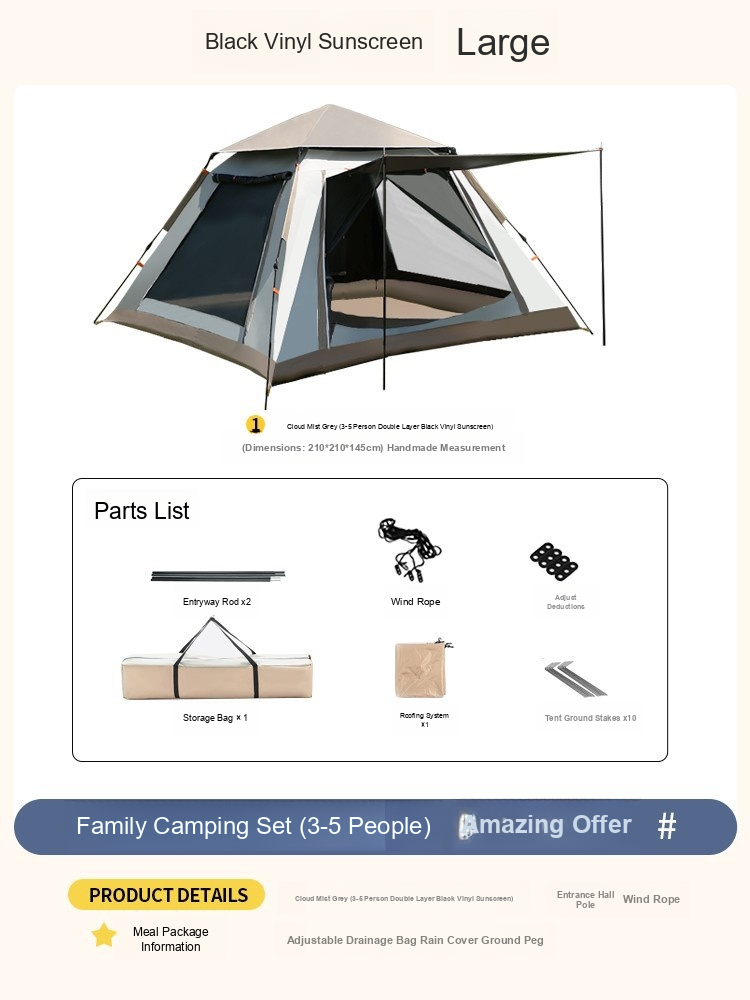 Black Vinyl Sunscreen Large
1 Cloud Mist Grey (3-5 Person Double Layer Black Vinyl Sunscreen)
(Dimensions: 210*210*145cm) Handmade Measurement
Parts List
Entryway Rod x2
Wind Rope
Adjust
Deductions
Storage Bag × 1
Roofing System
x1
Tent Ground Stakes x10
Family Camping Set (3-5 People) Amazing Offer #
PRODUCT DETAILS
Cloud Mist Grey (3-5 Person Double Layer Black Vinyl Sunscreen)
Entrance Hall
Pole
Wind Rope
Meal Package
Information
Adjustable Drainage Bag Rain Cover Ground Peg